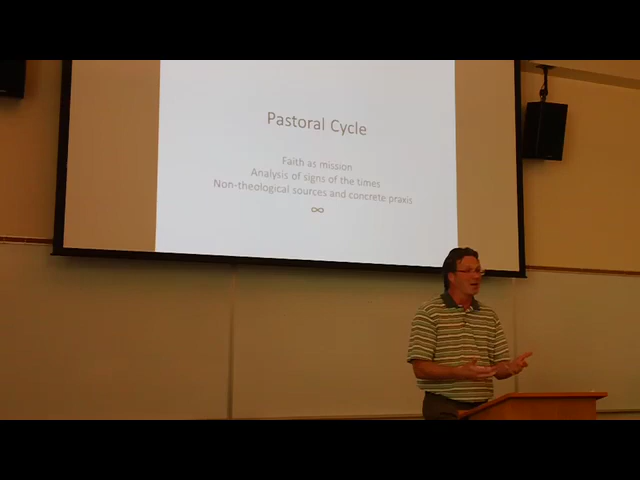 Pastoral Cycle
Faith as mission
Analysis of signs of the times
Non-theological sources and concrete praxis
∞